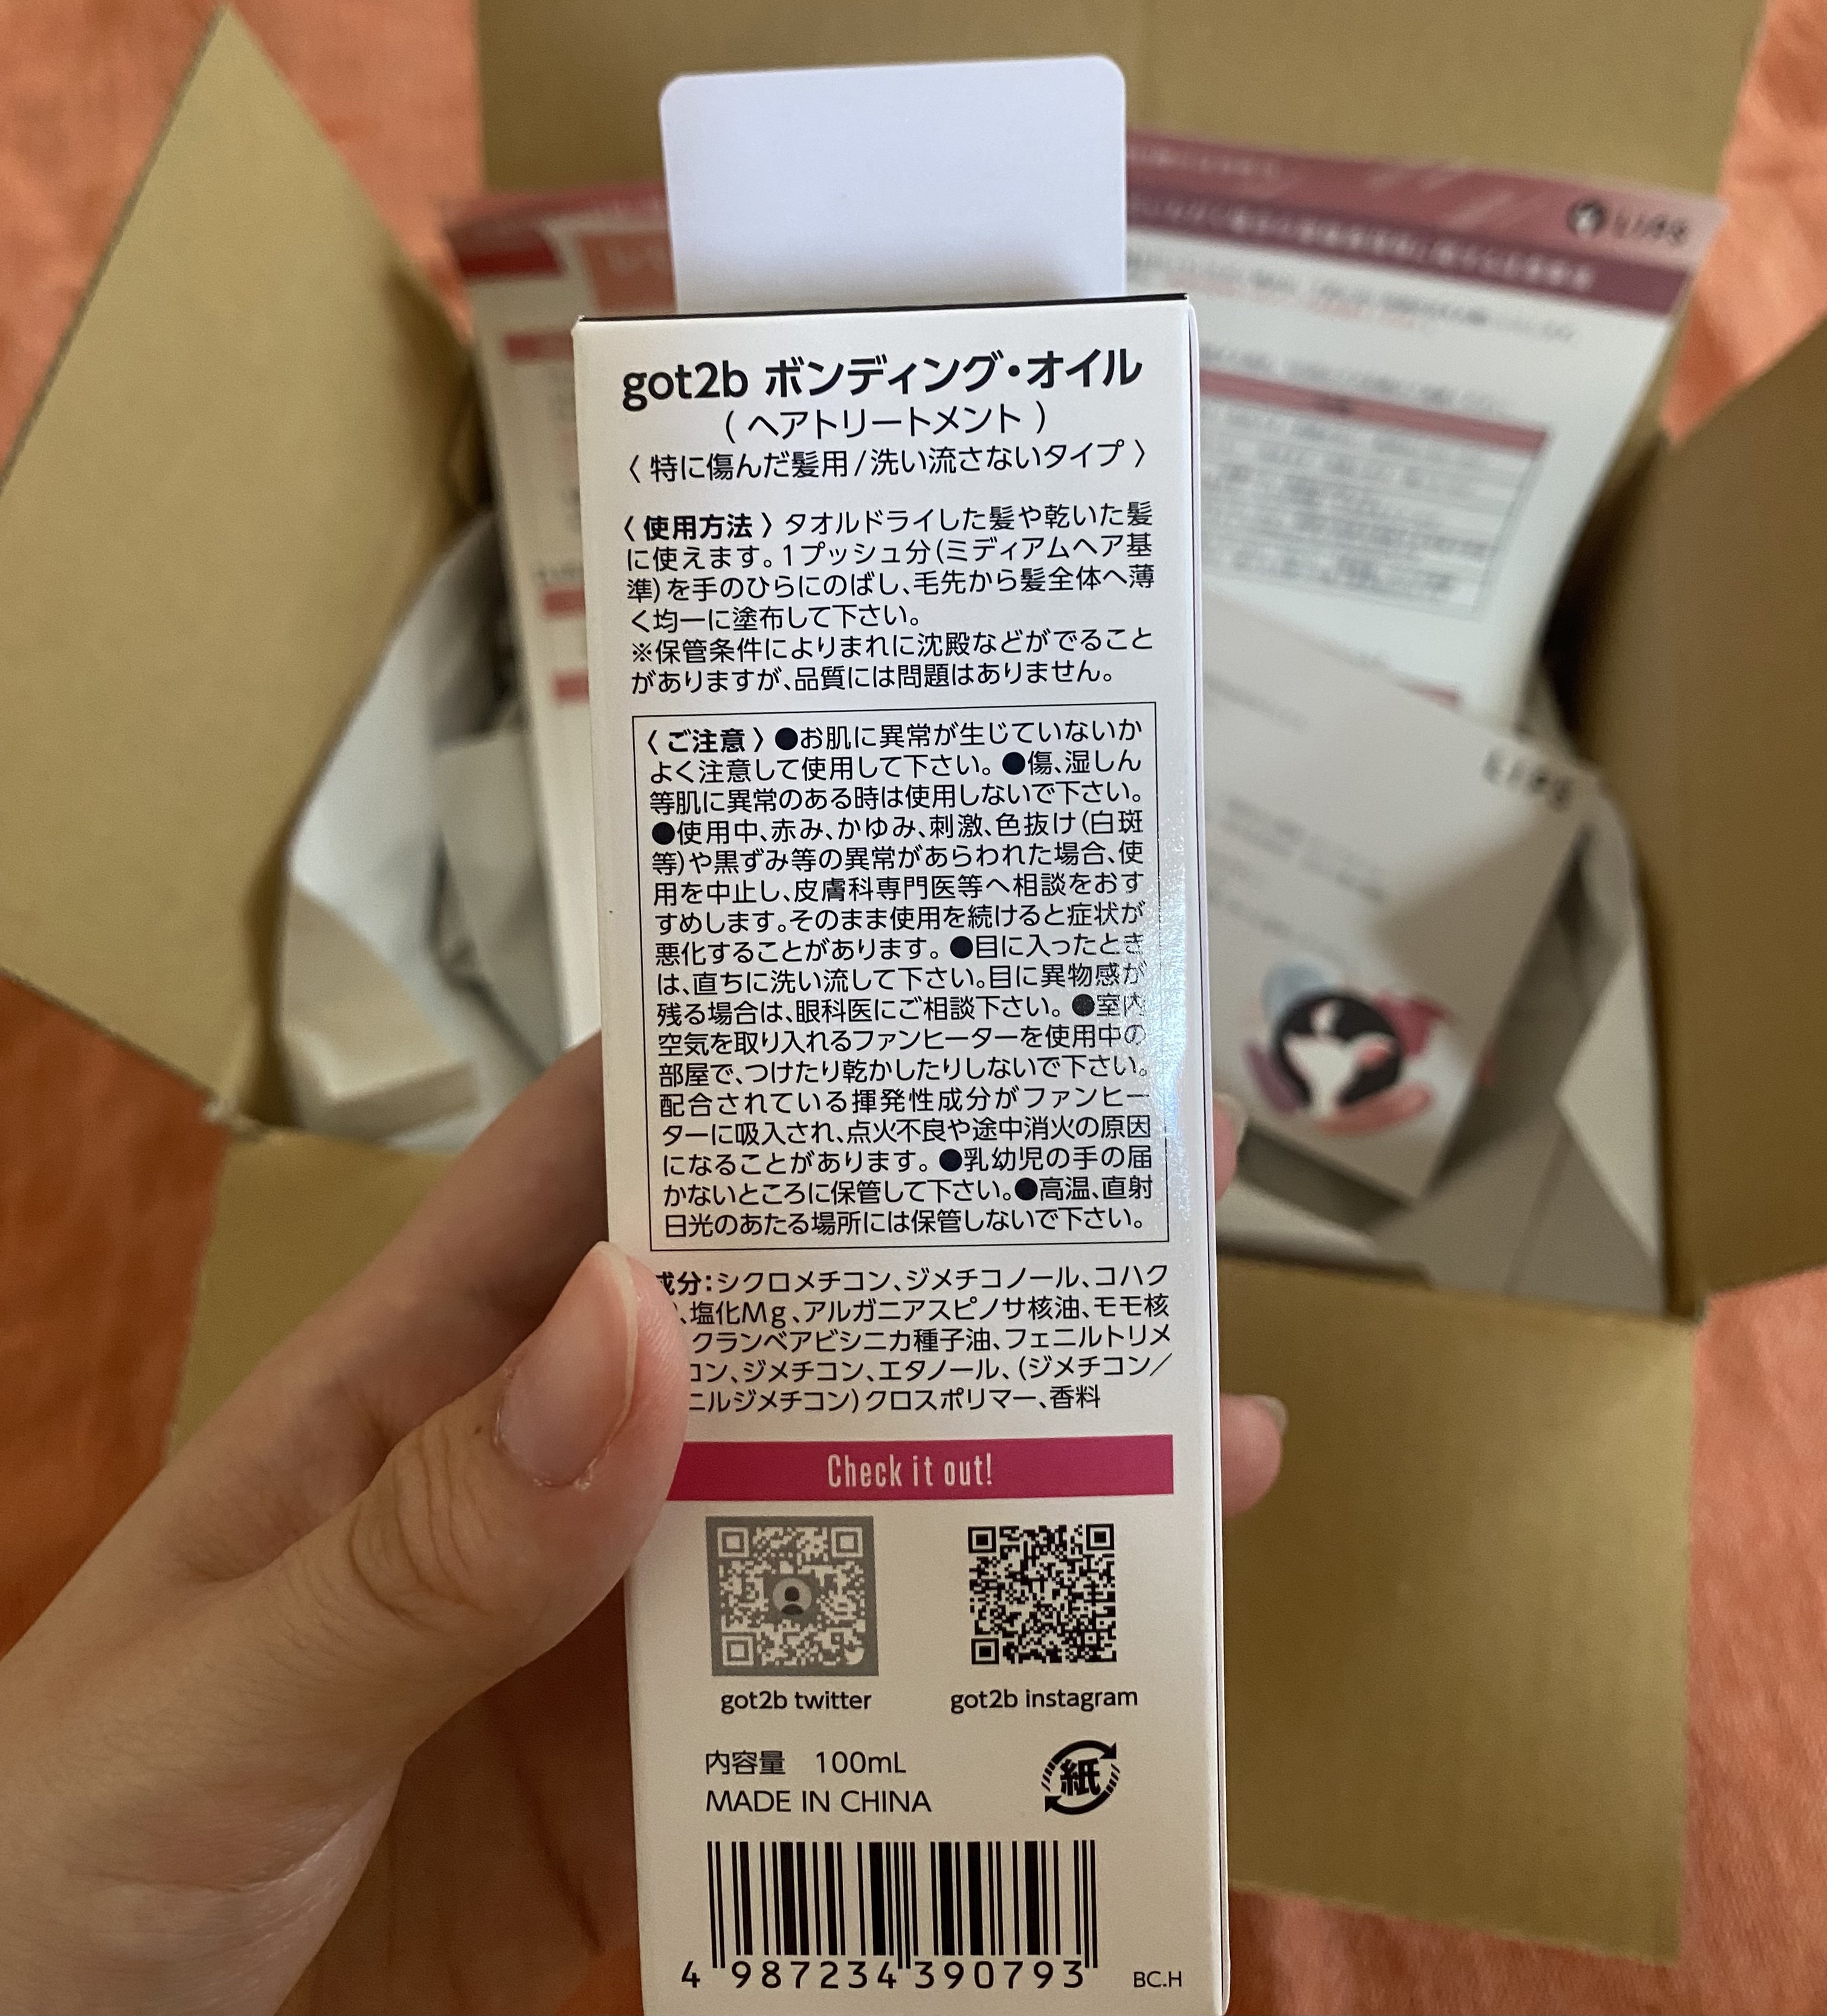 LIPS
got2b ボンディング・オイル
( ヘアトリートメント )
〈 特に傷んだ髪用/洗い流さないタイプ 〉
〈 使用方法 〉タオルドライした髪や乾いた髪
に使えます。1プッシュ分(ミディアムヘア基
準)を手のひらにのばし、毛先から髪全体へ薄
く均一に塗布して下さい。
※保管条件によりまれに沈殿などがでること
がありますが、品質には問題はありません。
〈 ご注意 〉●お肌に異常が生じていないか
よく注意して使用して下さい。●傷、湿しん
等肌に異常のある時は使用しないで下さい。
●使用中、赤み、かゆみ、刺激、色抜け(白斑
等)や黒ずみ等の異常があらわれた場合、使
用を中止し、皮膚科専門医等へ相談をおす
すめします。そのまま使用を続けると症状が
悪化することがあります。●目に入ったとき
は、直ちに洗い流して下さい。目に異物感が
残る場合は、眼科医にご相談下さい。●室内
空気を取り入れるファンヒーターを使用中の
部屋で、つけたり乾かしたりしないで下さい。
配合されている揮発性成分がファンヒー
ターに吸入され、点火不良や途中消火の原因
になることがあります。●乳幼児の手の届
かないところに保管して下さい。●高温、直射
日光のあたる場所には保管しないで下さい。
成分:シクロメチコン、ジメチコノール、コハク
、塩化Mg、アルガニアスピノサ核油、モモ核
クランベアビシニカ種子油、フェニルトリメ
コン、ジメチコン、エタノール、(ジメチコン/
ニルジメチコン)クロスポリマー、香料
Check it out!
got2b twitter
got2b instagram
内容量 100mL
MADE IN CHINA
紙
4 987234 390793
BC.H
LIPS